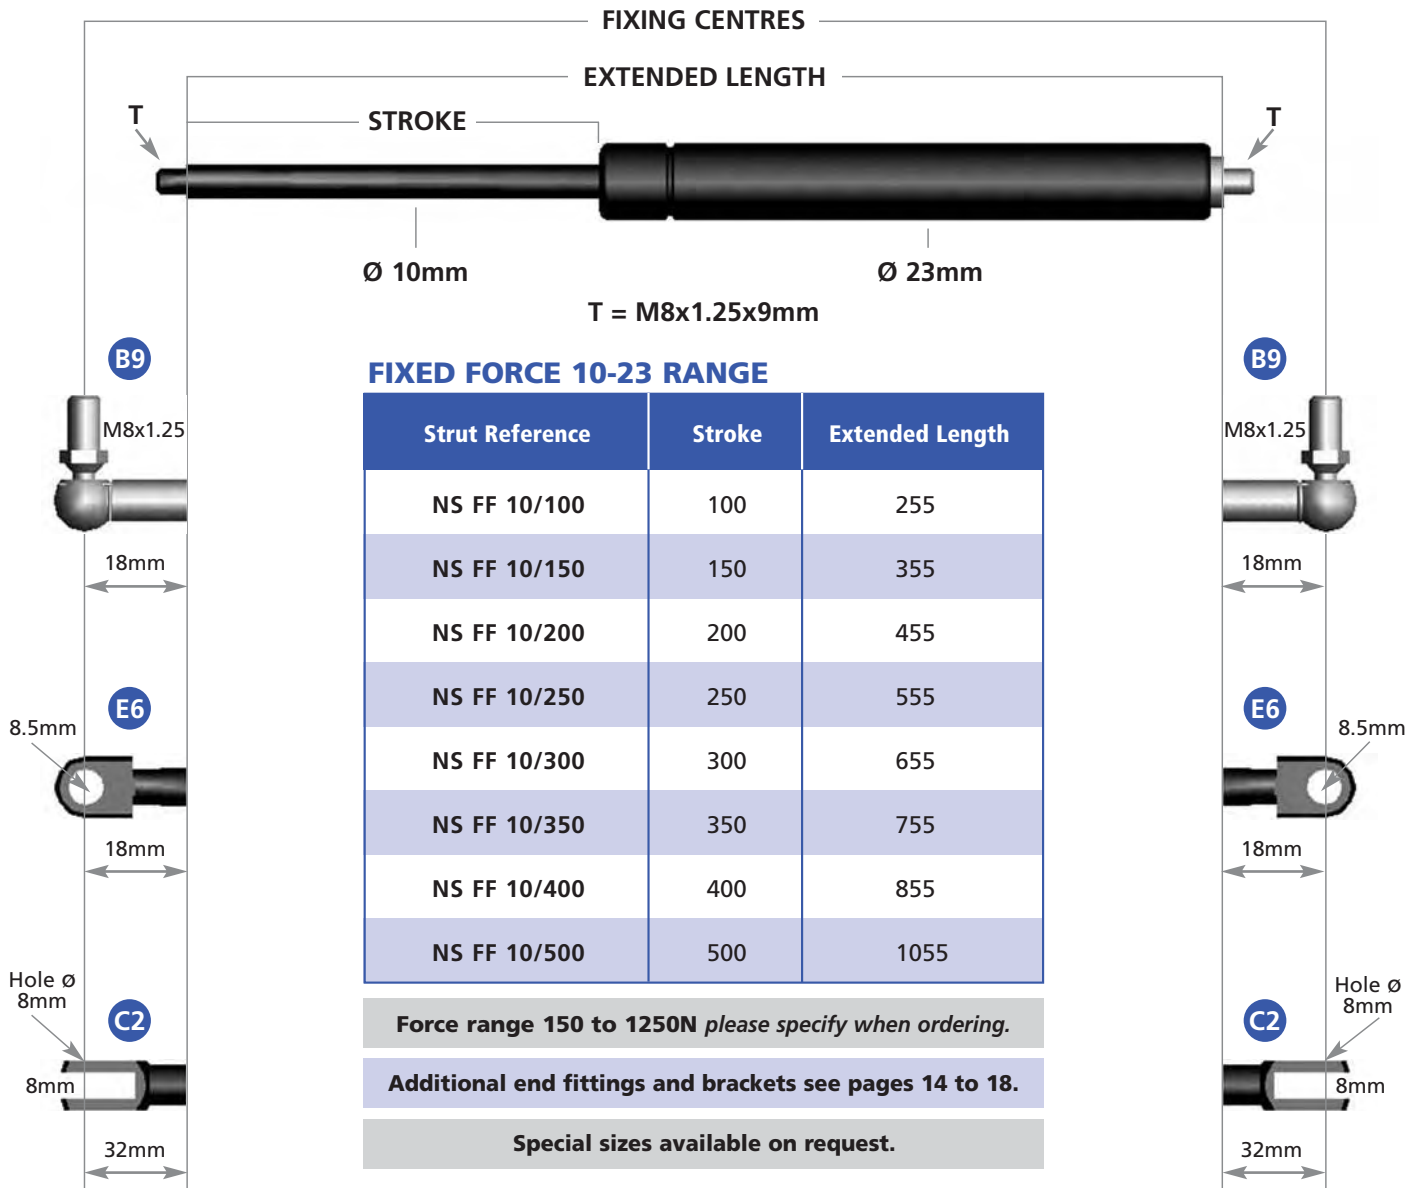 FIXING CENTRES
EXTENDED LENGTH
T
STROKE
T
Ø 10mm
Ø 23mm
T = M8x1.25x9mm
B9
B9
FIXED FORCE 10-23 RANGE
M8x1.25
M8x1.25
Strut Reference Stroke Extended Length
NS FF 10/100 100 255
18mm
18mm
NS FF 10/150 150 355
NS FF 10/200 200 455
NS FF 10/250 250 555
E6
E6
8.5mm
8.5mm
NS FF 10/300 300 655
NS FF 10/350 350 755
18mm
18mm
NS FF 10/400 400 855
NS FF 10/500 500 1055
Hole Ø
8mm
C2
C2
Hole Ø
8mm
Force range 150 to 1250N please specify when ordering.
8mm
8mm
Additional end fittings and brackets see pages 14 to 18.
Special sizes available on request.
32mm
32mm